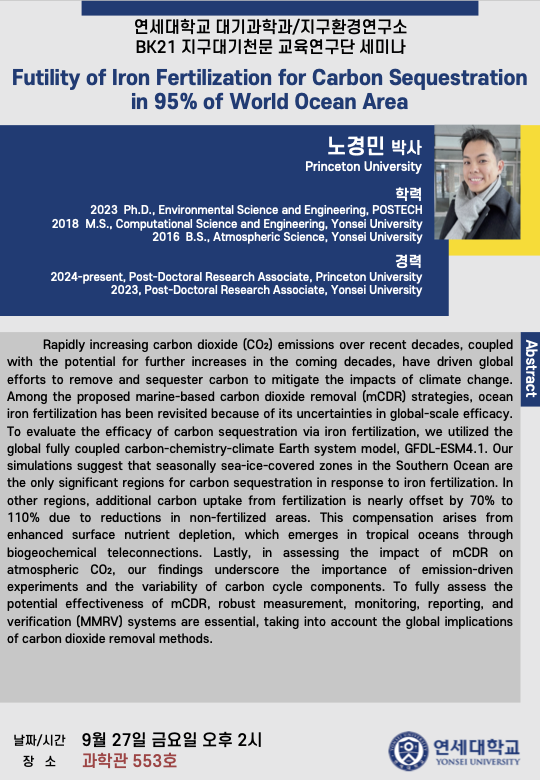 연세대학교 대기과학과/지구환경연구소
BK21 지구대기천문 교육연구단 세미나
Futility of Iron Fertilization for Carbon Sequestration
in 95% of World Ocean Area
노경민 박사
Princeton University
학력
2023 Ph.D., Environmental Science and Engineering, POSTECH
2018 M.S., Computational Science and Engineering, Yonsei University
2016 B.S., Atmospheric Science, Yonsei University
경력
2024-present, Post-Doctoral Research Associate, Princeton University
2023, Post-Doctoral Research Associate, Yonsei University
Abstract
Rapidly increasing carbon dioxide (CO₂) emissions over recent decades, coupled
with the potential for further increases in the coming decades, have driven global
efforts to remove and sequester carbon to mitigate the impacts of climate change.
Among the proposed marine-based carbon dioxide removal (mCDR) strategies, ocean
iron fertilization has been revisited because of its uncertainties in global-scale efficacy.
To evaluate the efficacy of carbon sequestration via iron fertilization, we utilized the
global fully coupled carbon-chemistry-climate Earth system model, GFDL-ESM4.1. Our
simulations suggest that seasonally sea-ice-covered zones in the Southern Ocean are
the only significant regions for carbon sequestration in response to iron fertilization. In
other regions, additional carbon uptake from fertilization is nearly offset by 70% to
110% due to reductions in non-fertilized areas. This compensation arises from
enhanced surface nutrient depletion, which emerges in tropical oceans through
biogeochemical teleconnections. Lastly, in assessing the impact of mCDR on
atmospheric CO₂, our findings underscore the importance of emission-driven
experiments and the variability of carbon cycle components. To fully assess the
potential effectiveness of mCDR, robust measurement, monitoring, reporting, and
verification (MMRV) systems are essential, taking into account the global implications
of carbon dioxide removal methods.
날짜/시간 9월 27일 금요일 오후 2시
장 소 과학관 553호
연세대학교
YONSEI UNIVERSITY